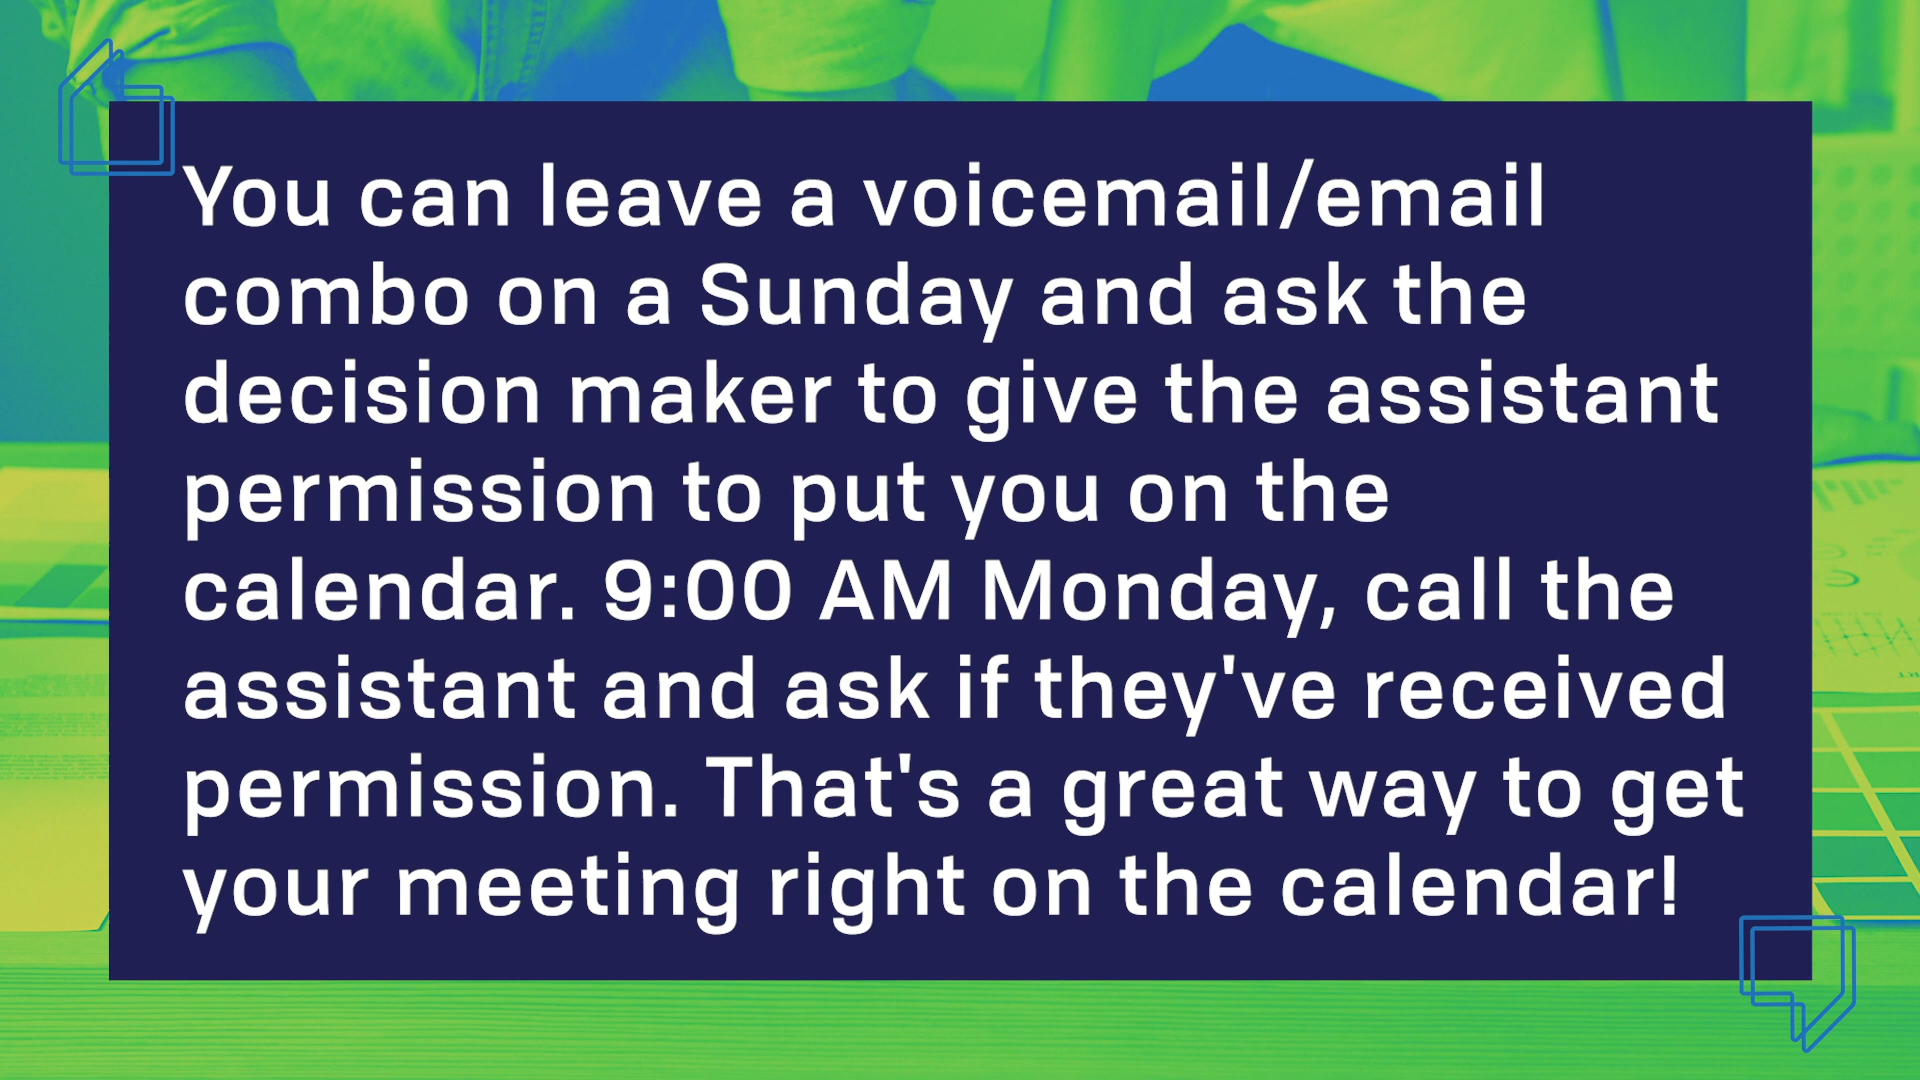 You can leave a voicemail/email
combo on a Sunday and ask the
decision maker to give the assistant
permission to put you on the
calendar. 9:00 AM Monday, call the
assistant and ask if they've received
permission. That's a great way to get
your meeting right on the calendar!